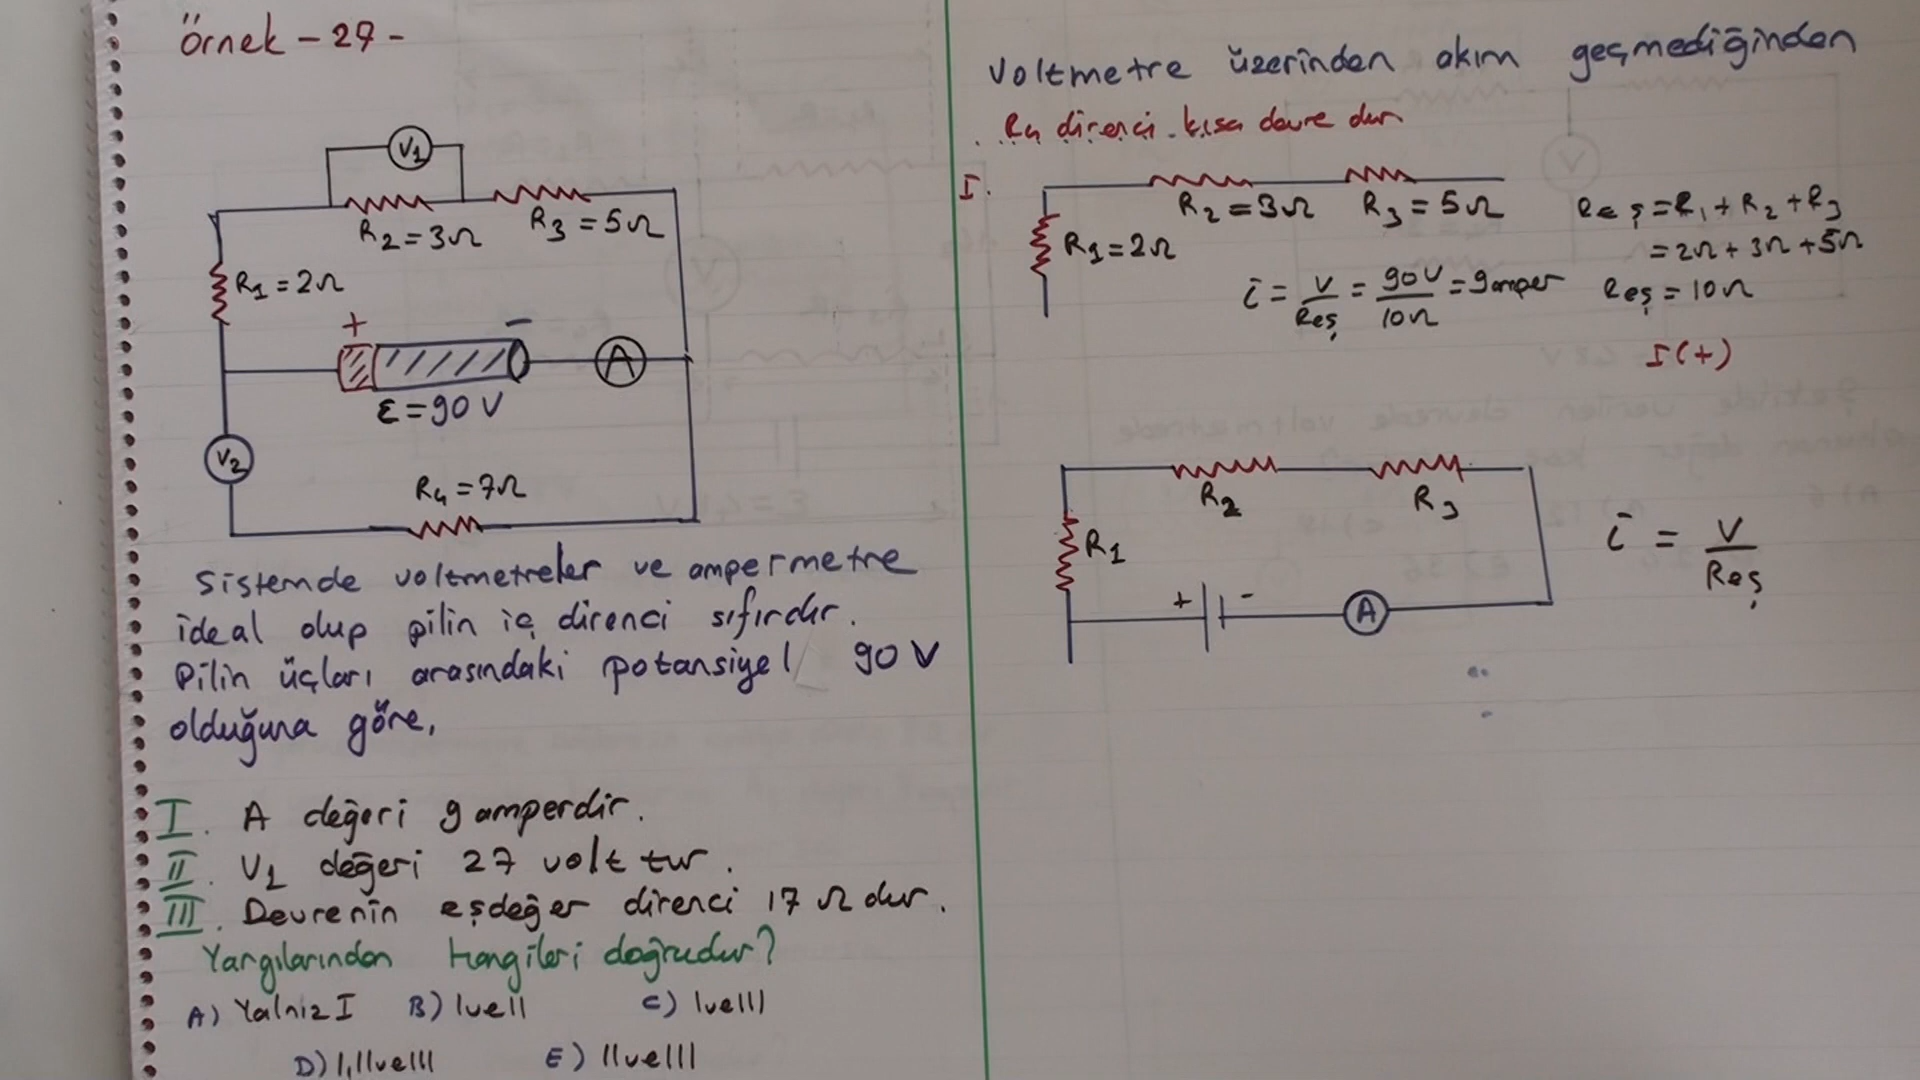 Örnek - 27 -
V1
R2 = 3Ω
R3 = 5Ω
R1 = 2Ω
+ -
A
ε = 90 V
V2
R4 = 7Ω
Sistemde voltmetreler ve ampermetre
ideal olup pilin iç direnci sıfırdır.
Pilin üçları arasındaki potansiyel 90 V
olduğuna göre,
I. A değeri 9 amperdir.
II. V1 değeri 27 volt tur.
III. Devrenin eşdeğer direnci 17 Ω dur.
Yargılarından hangileri doğrudur?
A) Yalnız I B) I ve II C) I ve III
D) I, II ve III E) II ve III
Voltmetre üzerinden akım geçmediğinden
R4 direnci kısa devre dur
I.
R2 = 3Ω R3 = 5Ω
R1 = 2Ω
Reş = R1 + R2 + R3
= 2Ω + 3Ω + 5Ω
Reş = 10Ω
i = V/Reş = 90V/10Ω = 9 amper
I (+)
R2 R3
R1
+ -
A
i = V/Reş